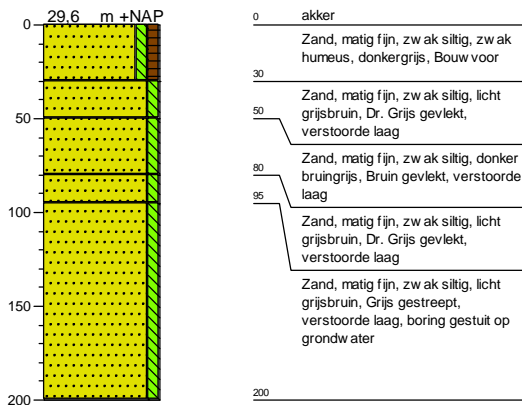 29,6 m +NAP
0
50
100
150
200
0 akker
Zand, matig fijn, zwak siltig, zwak
humeus, donkergrijs, Bouwvoor
30
Zand, matig fijn, zwak siltig, licht
50
grijsbruin, Dr. Grijs gevlekt,
verstoorde laag
Zand, matig fijn, zwak siltig, donker
80
bruingrijs, Bruin gevlekt, verstoorde
95
laag
Zand, matig fijn, zwak siltig, licht
grijsbruin, Dr. Grijs gevlekt,
verstoorde laag
Zand, matig fijn, zwak siltig, licht
grijsbruin, Grijs gestreept,
verstoorde laag, boring gestuit op
grondwater
200